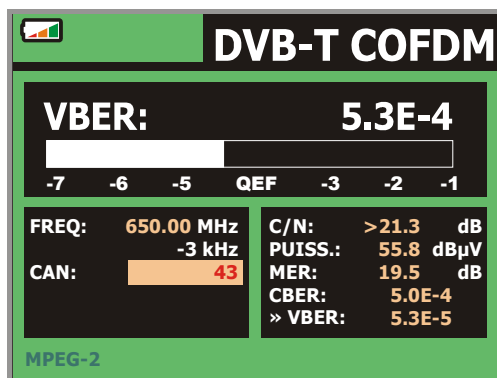 DVB-T COFDM
VBER: 5.3E-4
-7 -6 -5 QEF -3 -2 -1
FREQ: 650.00 MHz
-3 kHz
CAN: 43
C/N: >21.3 dB
PUISS.: 55.8 dBµV
MER: 19.5 dB
CBER: 5.0E-4
» VBER: 5.3E-5
MPEG-2